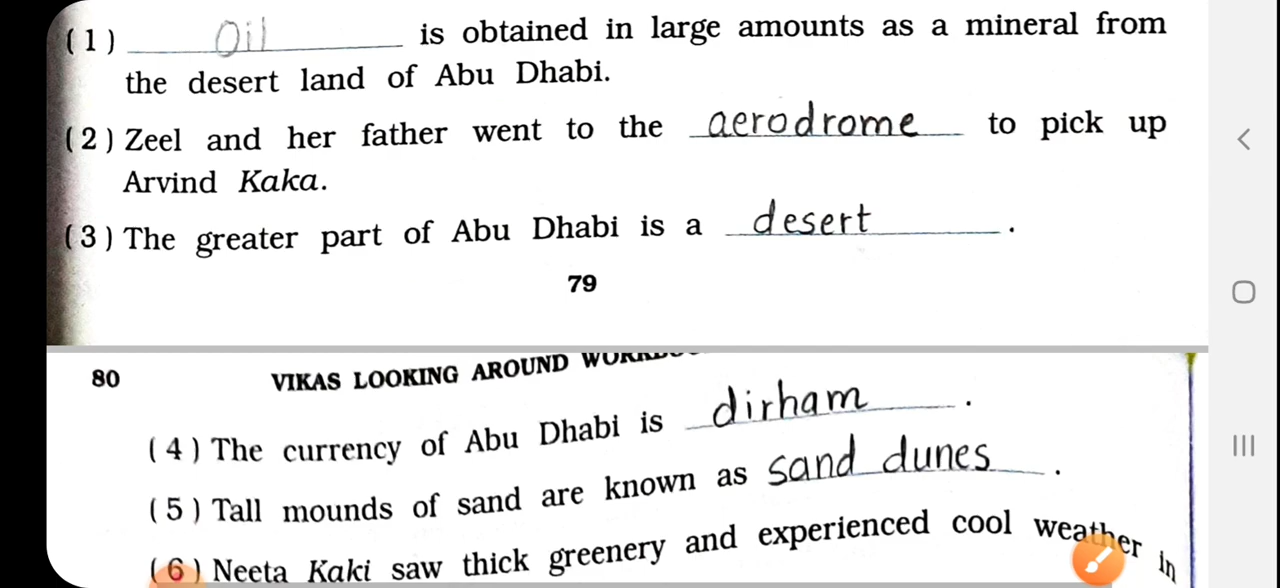 (1) Oil is obtained in large amounts as a mineral from
the desert land of Abu Dhabi.
(2) Zeel and her father went to the aerodrome to pick up
Arvind Kaka.
(3) The greater part of Abu Dhabi is a desert.
79
80 VIKAS LOOKING AROUND
(4) The currency of Abu Dhabi is dirham.
(5) Tall mounds of sand are known as sand dunes.
(6) Neeta Kaki saw thick greenery and experienced cool weather in